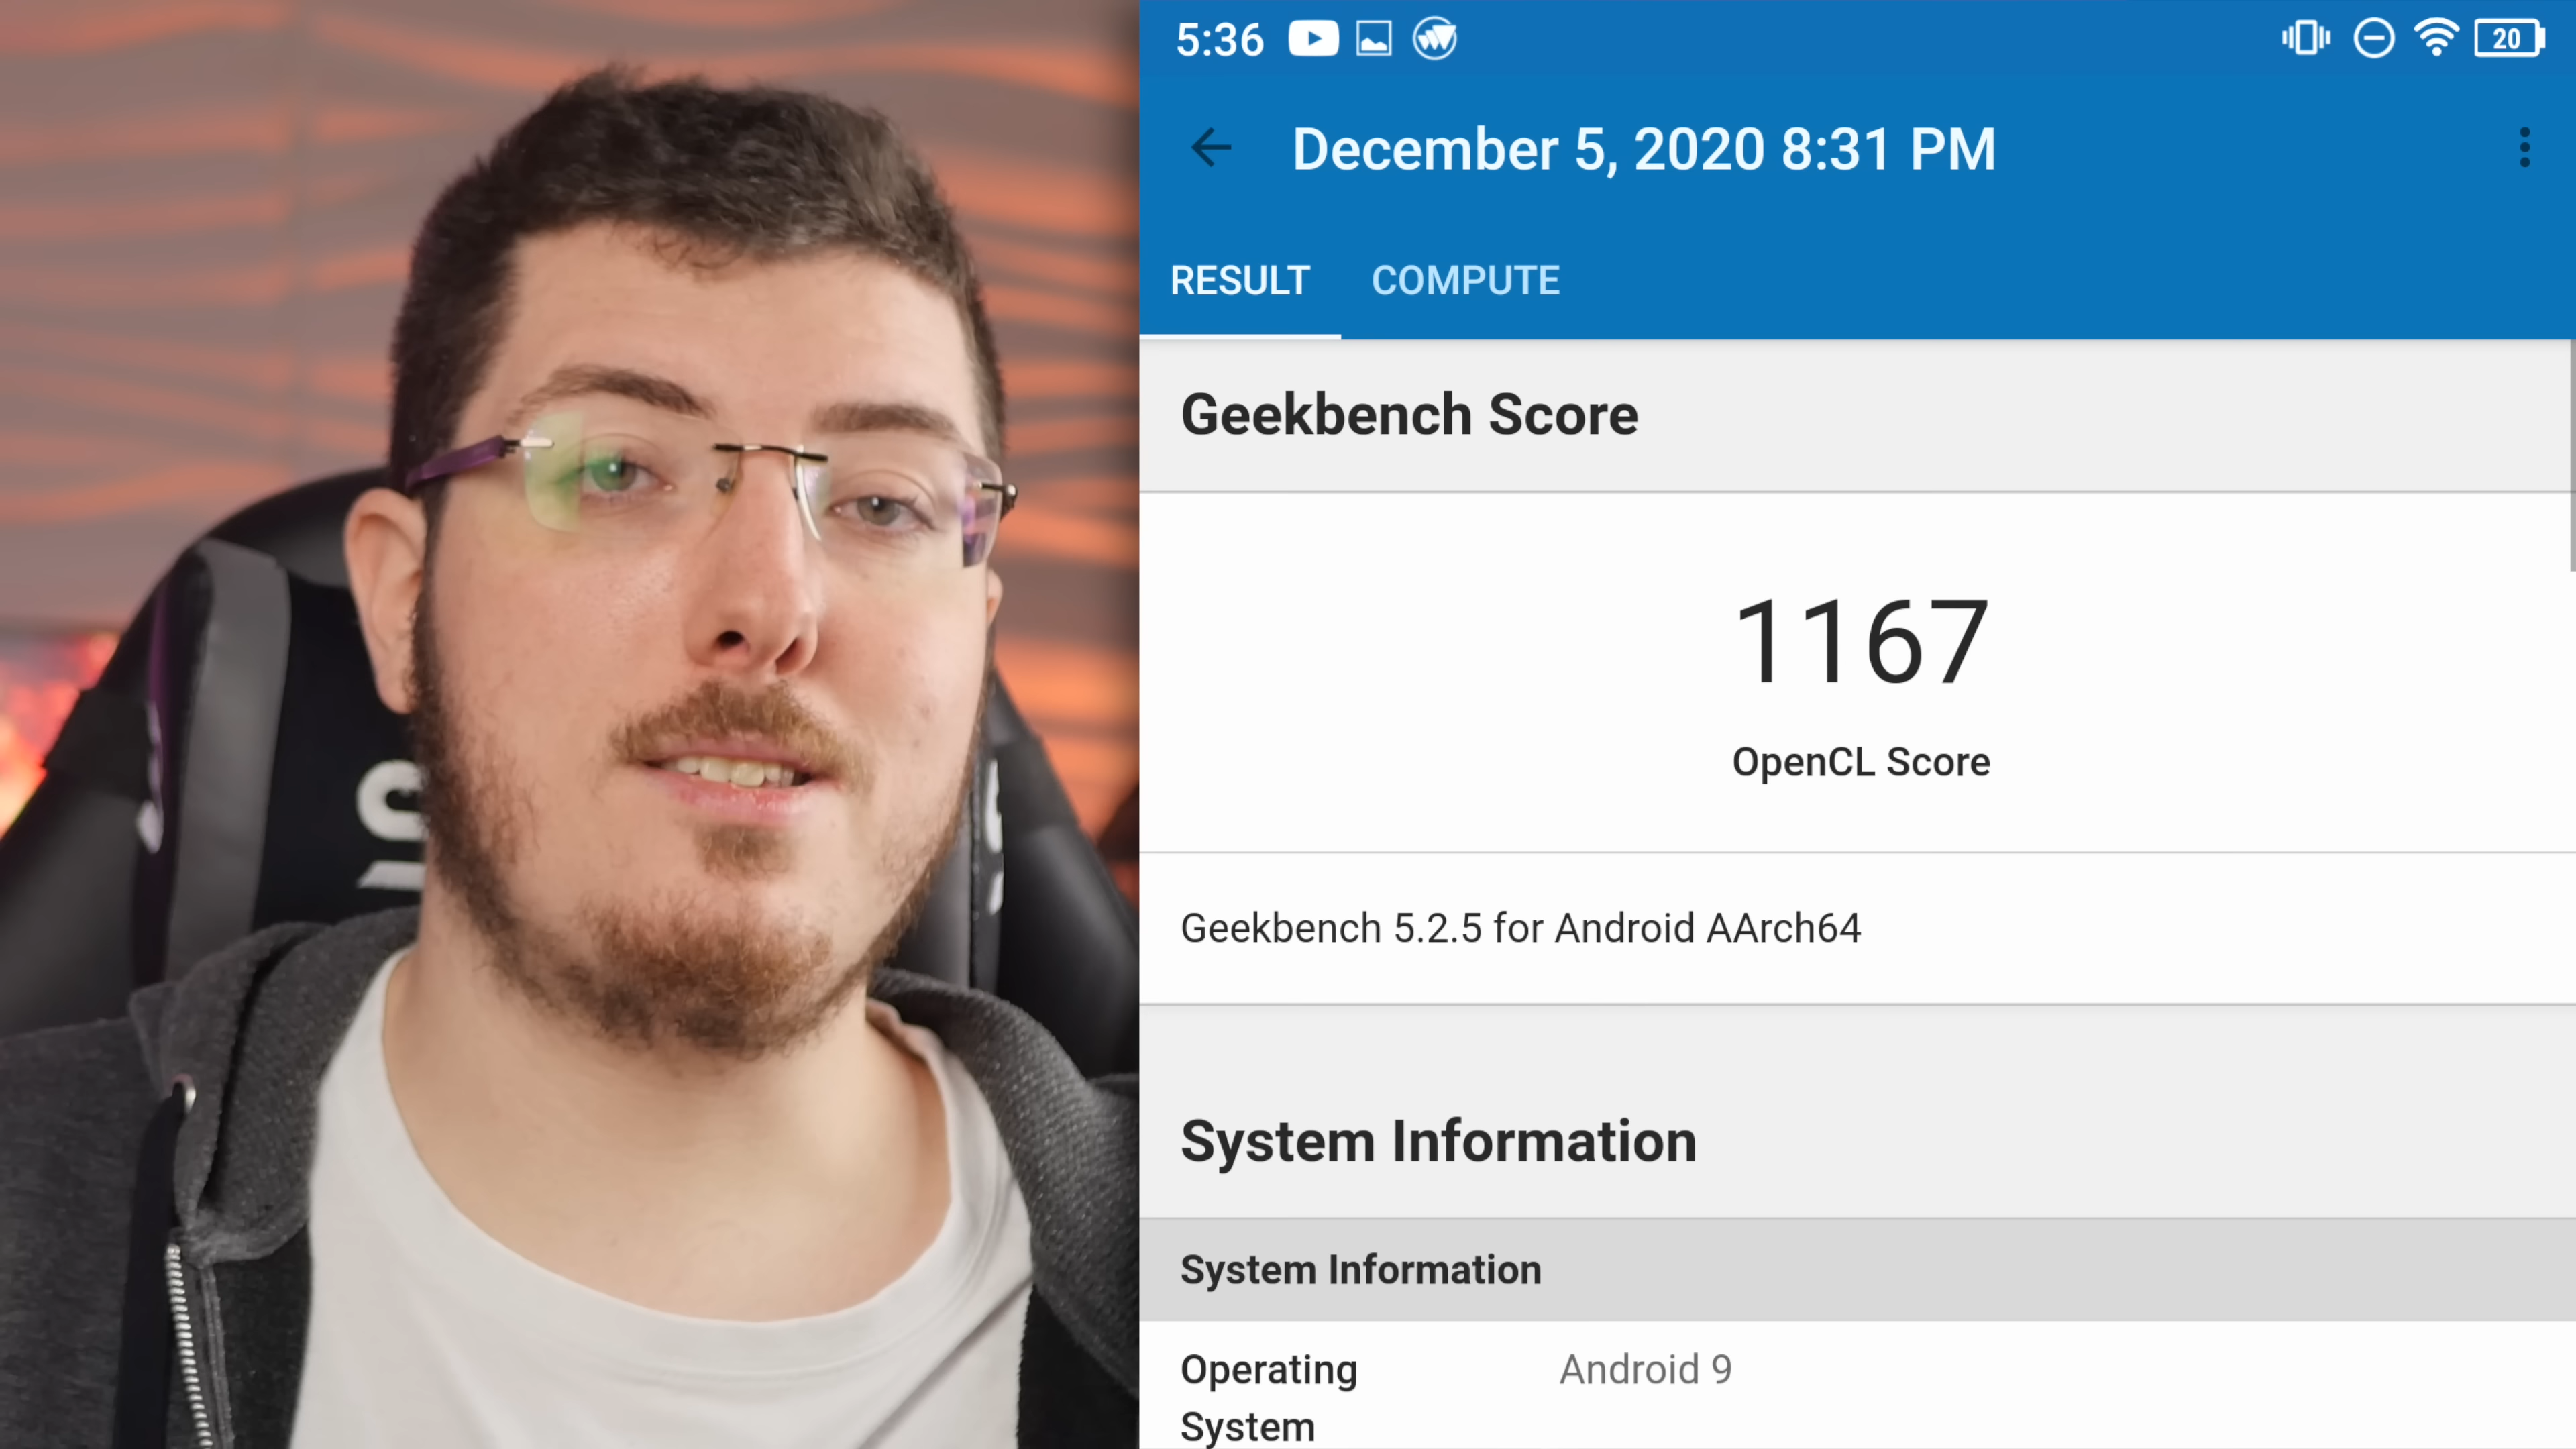 5:36
20
December 5, 2020 8:31 PM
RESULT COMPUTE
Geekbench Score
1167
OpenCL Score
Geekbench 5.2.5 for Android AArch64
System Information
System Information
Operating Android 9
System